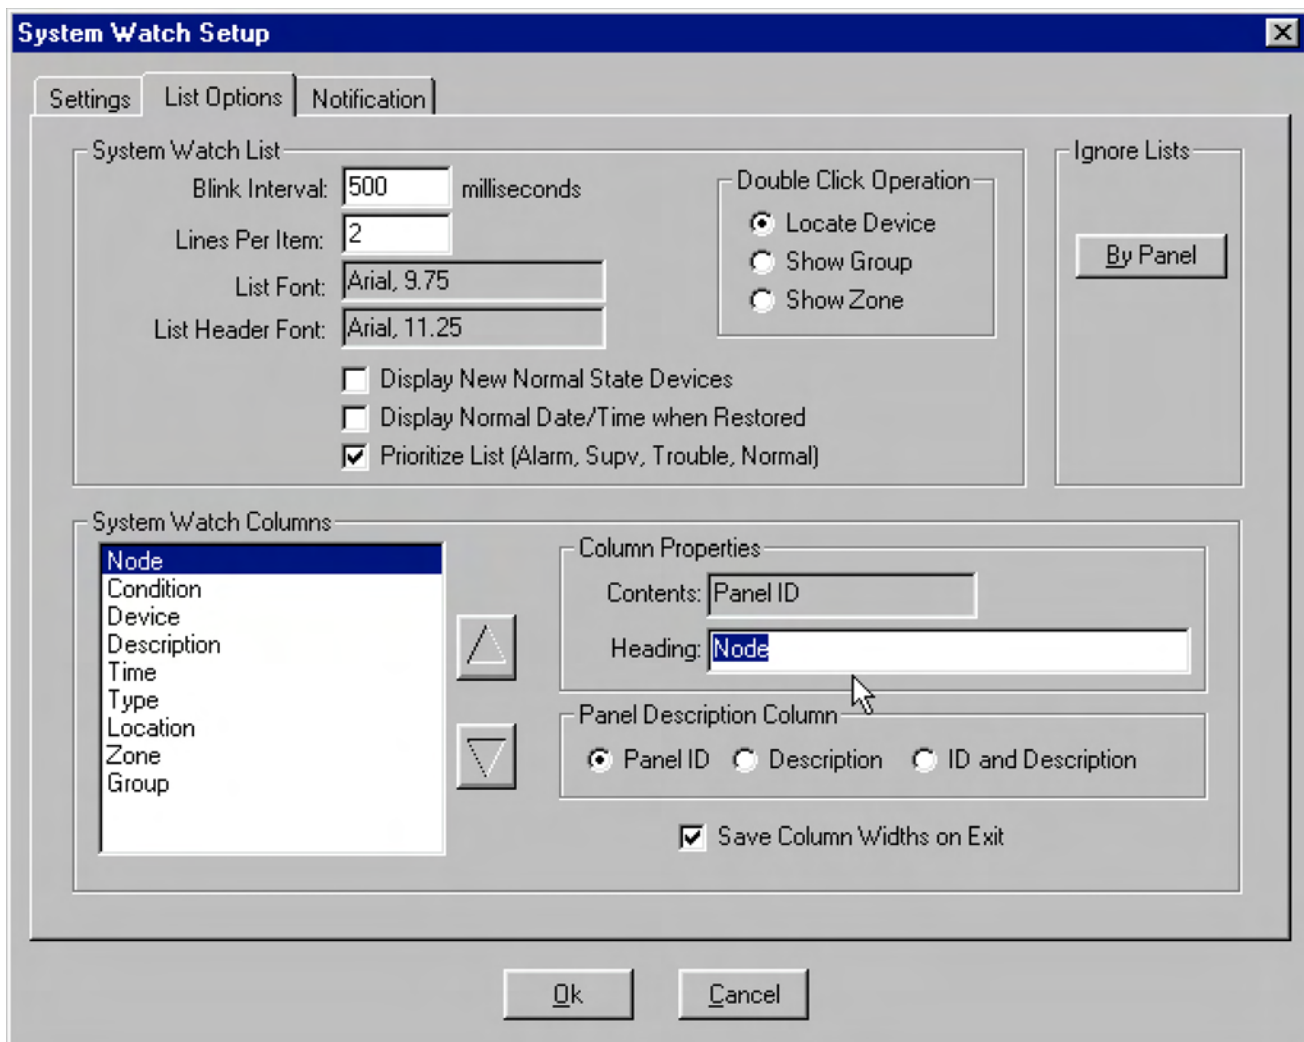 System Watch Setup
Settings
List Options
Notification
System Watch List
Blink Interval: 500 milliseconds
Lines Per Item: 2
List Font: Arial, 9.75
List Header Font: Arial, 11.25
Display New Normal State Devices
Display Normal Date/Time when Restored
Prioritize List (Alarm, Supv, Trouble, Normal)
Double Click Operation
Locate Device
Show Group
Show Zone
Ignore Lists
By Panel
System Watch Columns
Node
Condition
Device
Description
Time
Type
Location
Zone
Group
Column Properties
Contents: Panel ID
Heading: Node
Panel Description Column
Panel ID Description ID and Description
Save Column Widths on Exit
Ok Cancel